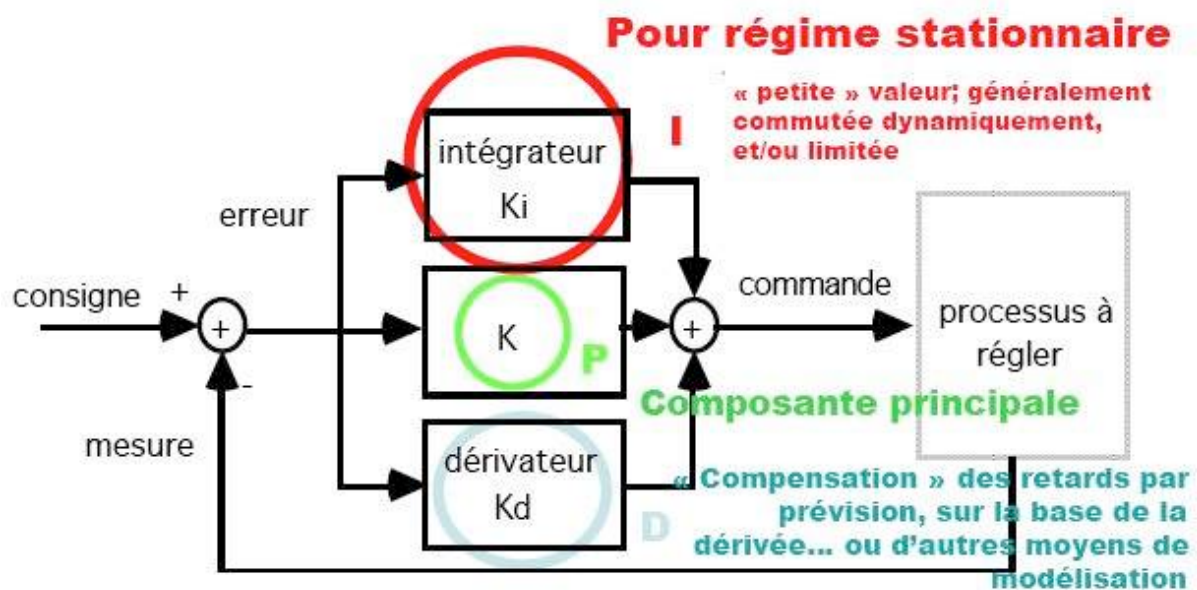 Pour régime stationnaire
« petite » valeur; généralement
commutée dynamiquement,
et/ou limitée
I
intégrateur
Ki
erreur
consigne
+
+
-
K
P
+
commande
processus à
régler
Composante principale
mesure
dérivateur
Kd
D
« Compensation » des retards par
prévision, sur la base de la
dérivée... ou d'autres moyens de
modélisation